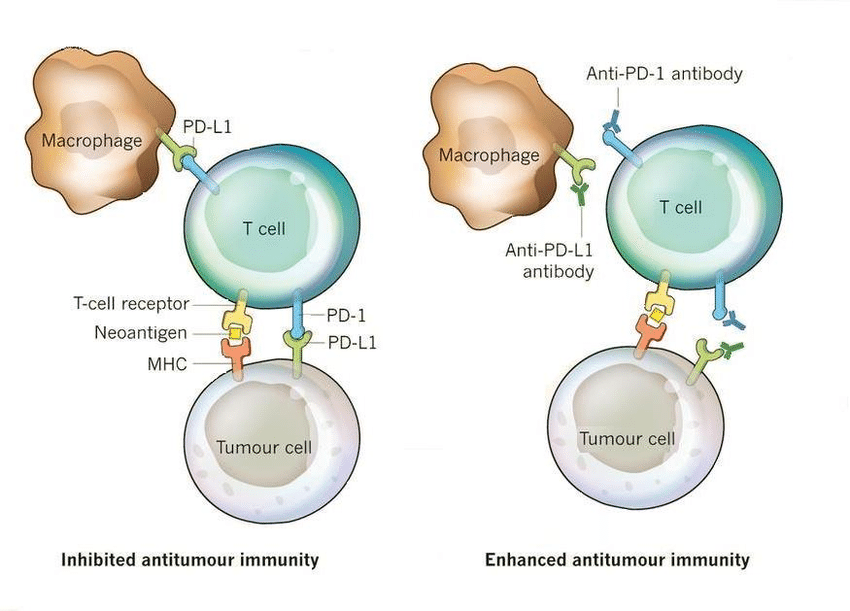 Macrophage
PD-L1
T cell
T-cell receptor
Neoantigen
MHC
PD-1
PD-L1
Tumour cell
Inhibited antitumour immunity
Anti-PD-1 antibody
Macrophage
T cell
Anti-PD-L1
antibody
Tumour cell
Enhanced antitumour immunity